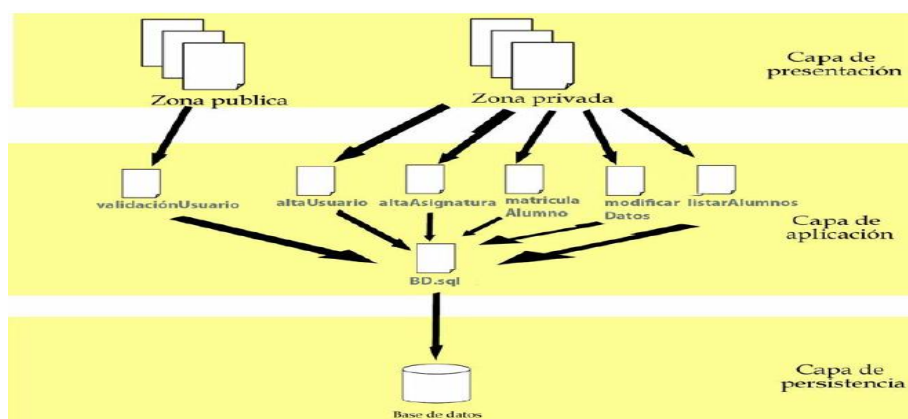 Capa de
presentación
Zona publica
Zona privada
validaciónUsuario
altaUsuario
altaAsignatura
matricula
Alumno
modificar
Datos
listarAlumnos
Capa de
aplicación
BD.sql
Capa de
persistencia
Base de datos